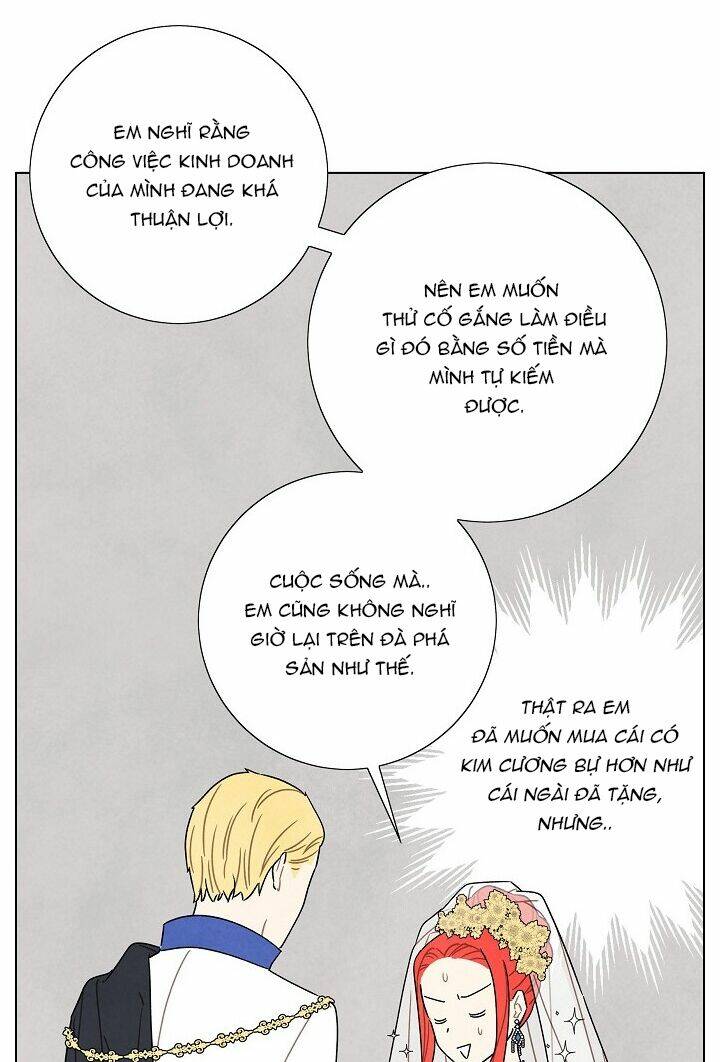 EM NGHĨ RẰNG
CÔNG VIỆC KINH DOANH
CỦA MÌNH ĐANG KHÁ
THUẬN LỢI.
NÊN EM MUỐN
THỬ CỐ GẮNG LÀM ĐIỀU
GÌ ĐÓ BẰNG SỐ TIỀN MÀ
MÌNH TỰ KIẾM
ĐƯỢC.
CUỘC SỐNG MÀ..
EM CŨNG KHÔNG NGHĨ
GIỜ LẠI TRÊN ĐÀ PHÁ
SẢN NHƯ THẾ.
THẬT RA EM
ĐÃ MUỐN MUA CÁI CÓ
KIM CƯƠNG BỰ HƠN NHƯ
CÁI NGÀI ĐÃ TẶNG,
NHƯNG..